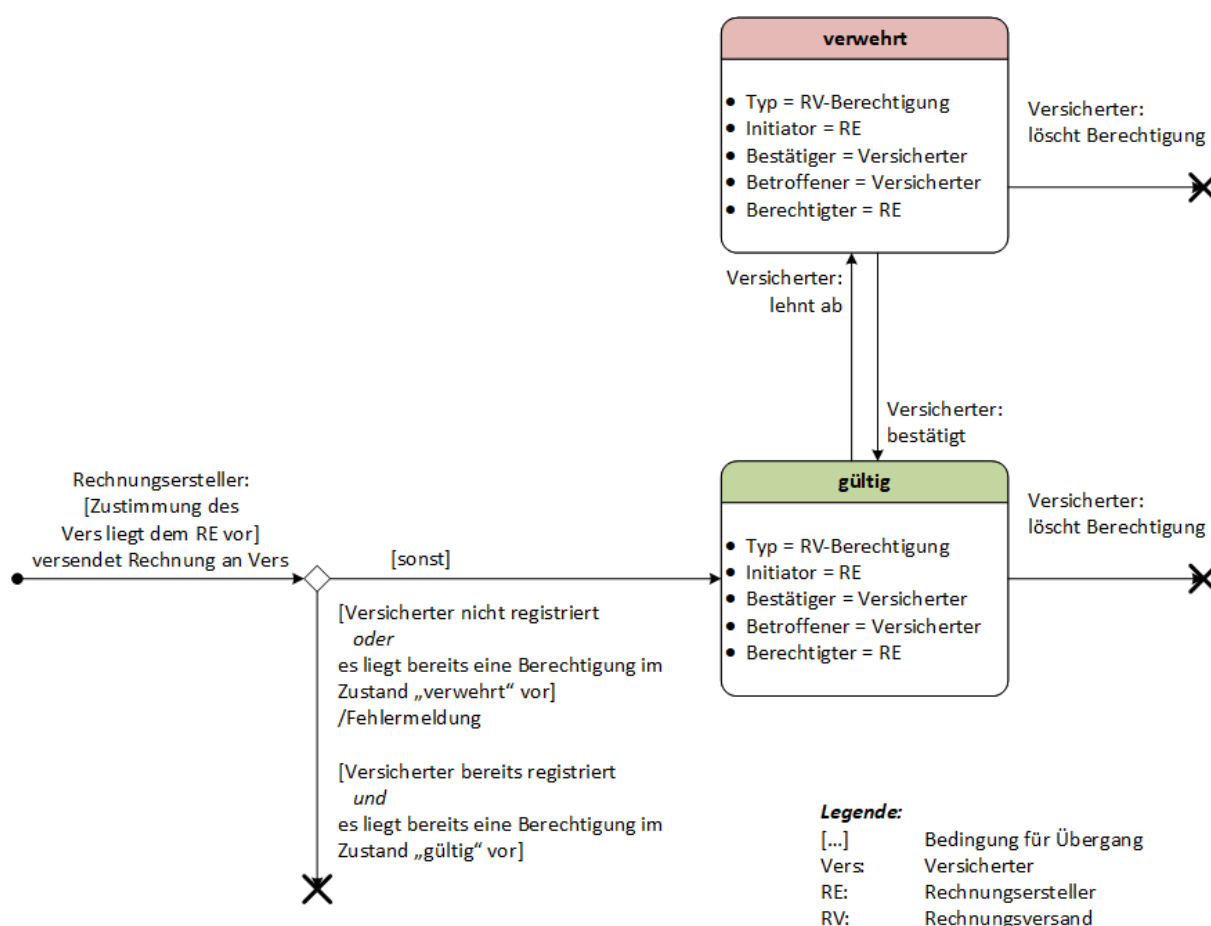 verwehrt
• Typ = RV-Berechtigung
• Initiator = RE
• Bestätiger = Versicherter
• Betroffener = Versicherter
• Berechtigter = RE
Versicherter:
löscht Berechtigung
Versicherter:
lehnt ab
Versicherter:
bestätigt
Rechnungsersteller:
[Zustimmung des
Vers liegt dem RE vor]
versendet Rechnung an Vers
[sonst]
[Versicherter nicht registriert
oder
es liegt bereits eine Berechtigung im
Zustand „verwehrt“ vor]
/Fehlermeldung
[Versicherter bereits registriert
und
es liegt bereits eine Berechtigung im
Zustand „gültig“ vor]
gültig
• Typ = RV-Berechtigung
• Initiator = RE
• Bestätiger = Versicherter
• Betroffener = Versicherter
• Berechtigter = RE
Versicherter:
löscht Berechtigung
Legende:
[...] Bedingung für Übergang
Vers: Versicherter
RE: Rechnungsersteller
RV: Rechnungsversand